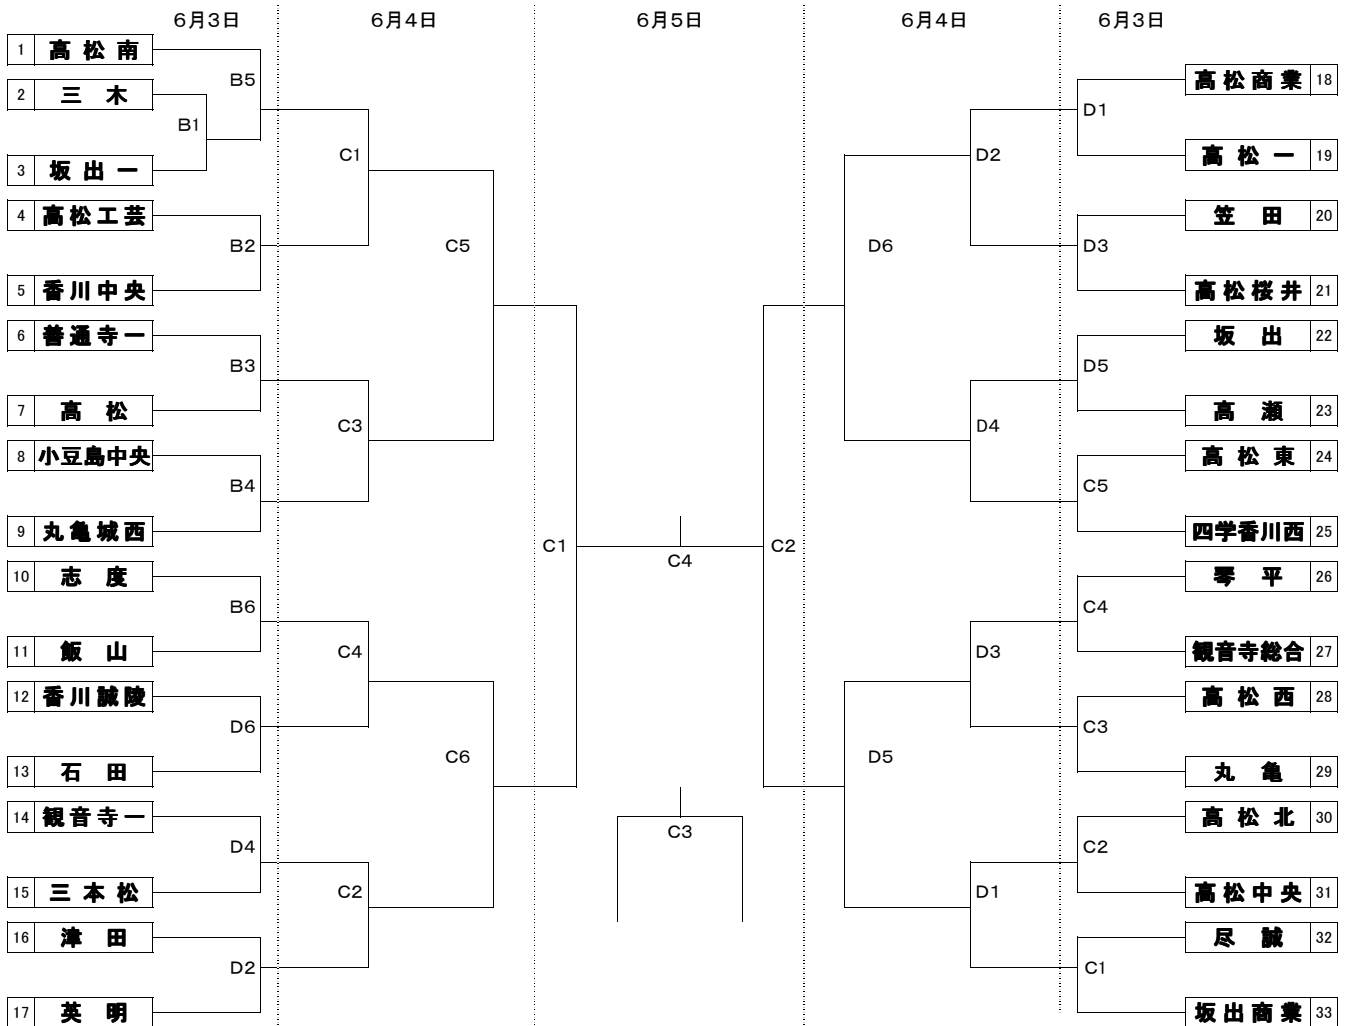 6月3日 6月4日 6月5日 6月4日 6月3日
1 高松南
B5
2 三木
B1
3 坂出一
C1
4 高松工芸
B2
C5
5 香川中央
6 善通寺一
B3
7 高松
C3
8 小豆島中央
B4
9 丸亀城西
C1
10 志度
B6
11 飯山
C4
12 香川誠陵
D6
C6
13 石田
14 観音寺一
D4
15 三本松
C2
16 津田
D2
17 英明
C4
C3
高松商業 18
D1
D2
高松一 19
笠田 20
D6
D3
高松桜井 21
坂出 22
D5
高瀬 23
D4
高松東 24
C5
四学香川西 25
C2
琴平 26
C4
D3
観音寺総合 27
高松西 28
C3
D5
丸亀 29
高松北 30
C2
D1
高松中央 31
尽誠 32
C1
坂出商業 33